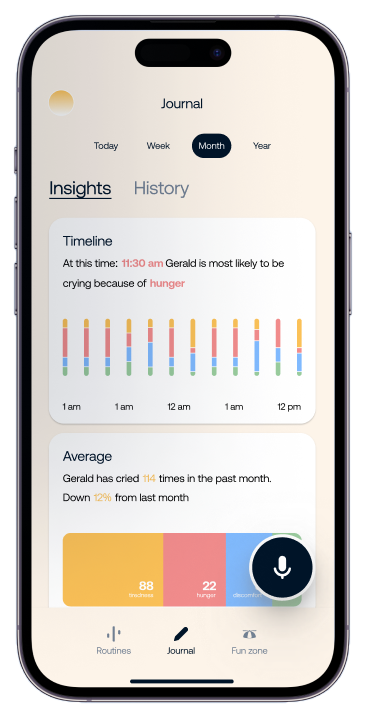 Journal
Today Week Month Year
Insights History
Timeline
At this time: 11:30 am Gerald is most likely to be
crying because of hunger
1 am 1 am 12 am 1 am 12 pm
Average
Gerald has cried 114 times in the past month.
Down 12% from last month
88 22
tiredness hunger discomfort
Routines Journal Fun zone